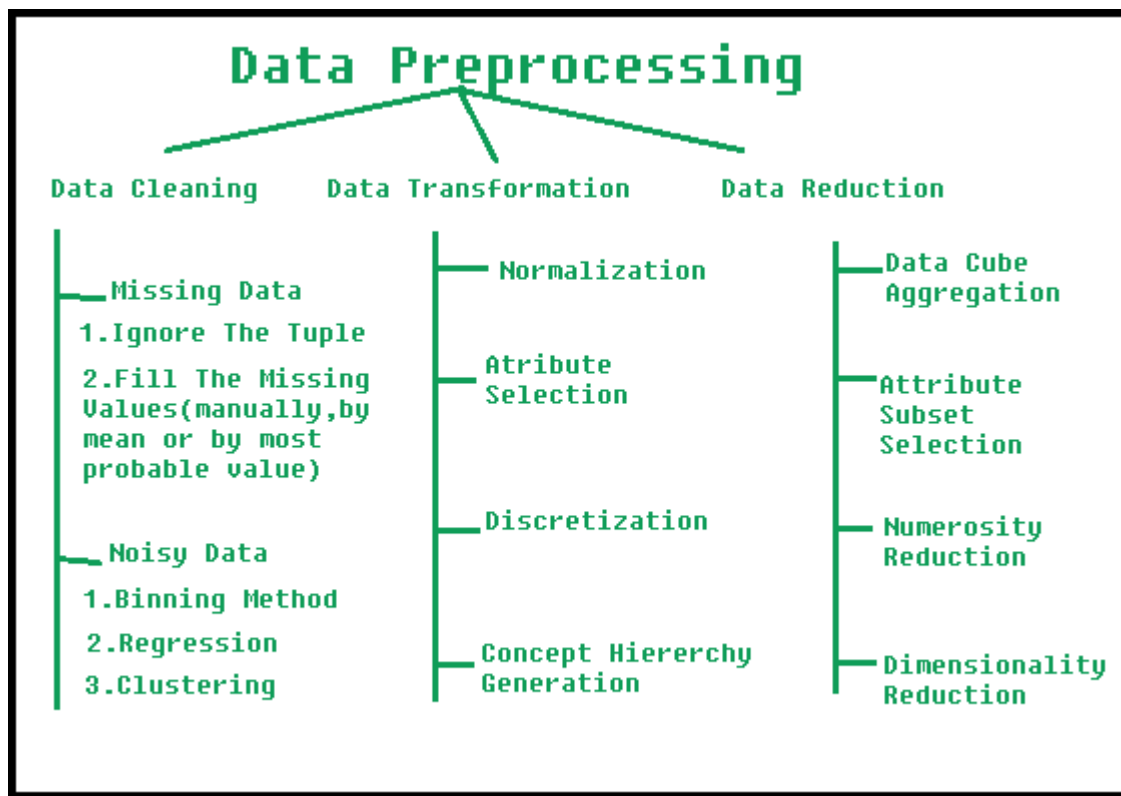 Data Preprocessing
Data Cleaning
Missing Data
1.Ignore The Tuple
2.Fill The Missing
Values(manually,by
mean or by most
probable value)
Noisy Data
1.Binning Method
2.Regression
3.Clustering
Data Transformation
Normalization
Atribute
Selection
Discretization
Concept Hiererchy
Generation
Data Reduction
Data Cube
Aggregation
Attribute
Subset
Selection
Numerosity
Reduction
Dimensionality
Reduction